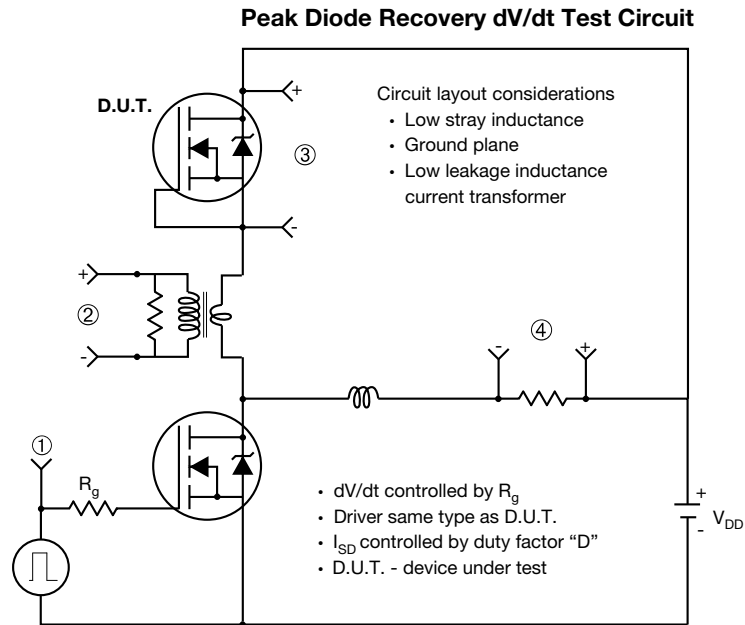 Peak Diode Recovery dV/dt Test Circuit
D.U.T.
+
Circuit layout considerations
• Low stray inductance
③
• Ground plane
• Low leakage inductance
current transformer
-
+
②
-
④
-
+
①
Rg
• dV/dt controlled by Rg
• Driver same type as D.U.T.
• ISD controlled by duty factor “D”
• D.U.T. - device under test
+
-
VDD